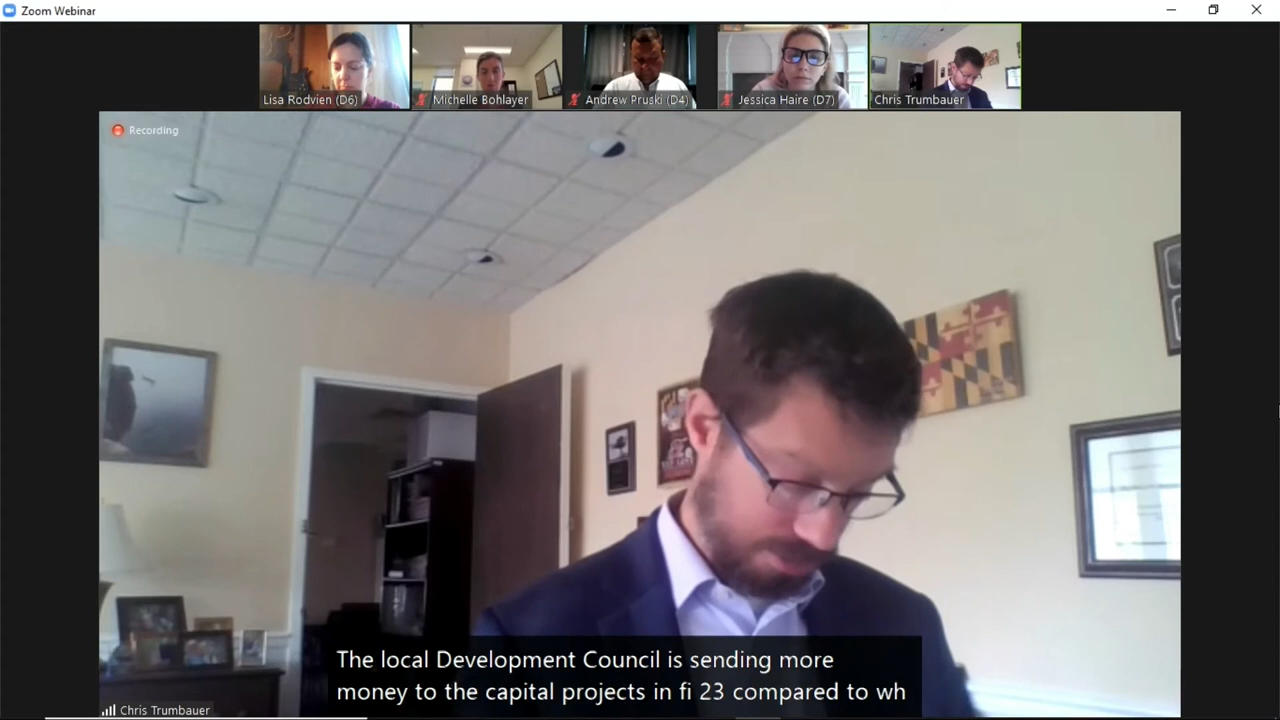 Zoom Webinar
Lisa Rodvien (D6)
Michelle Bohlayer
Andrew Pruski (D4)
Jessica Haire (D7)
Chris Trumbauer
Recording
The local Development Council is sending more
money to the capital projects in fi 23 compared to wh
Chris Trumbauer